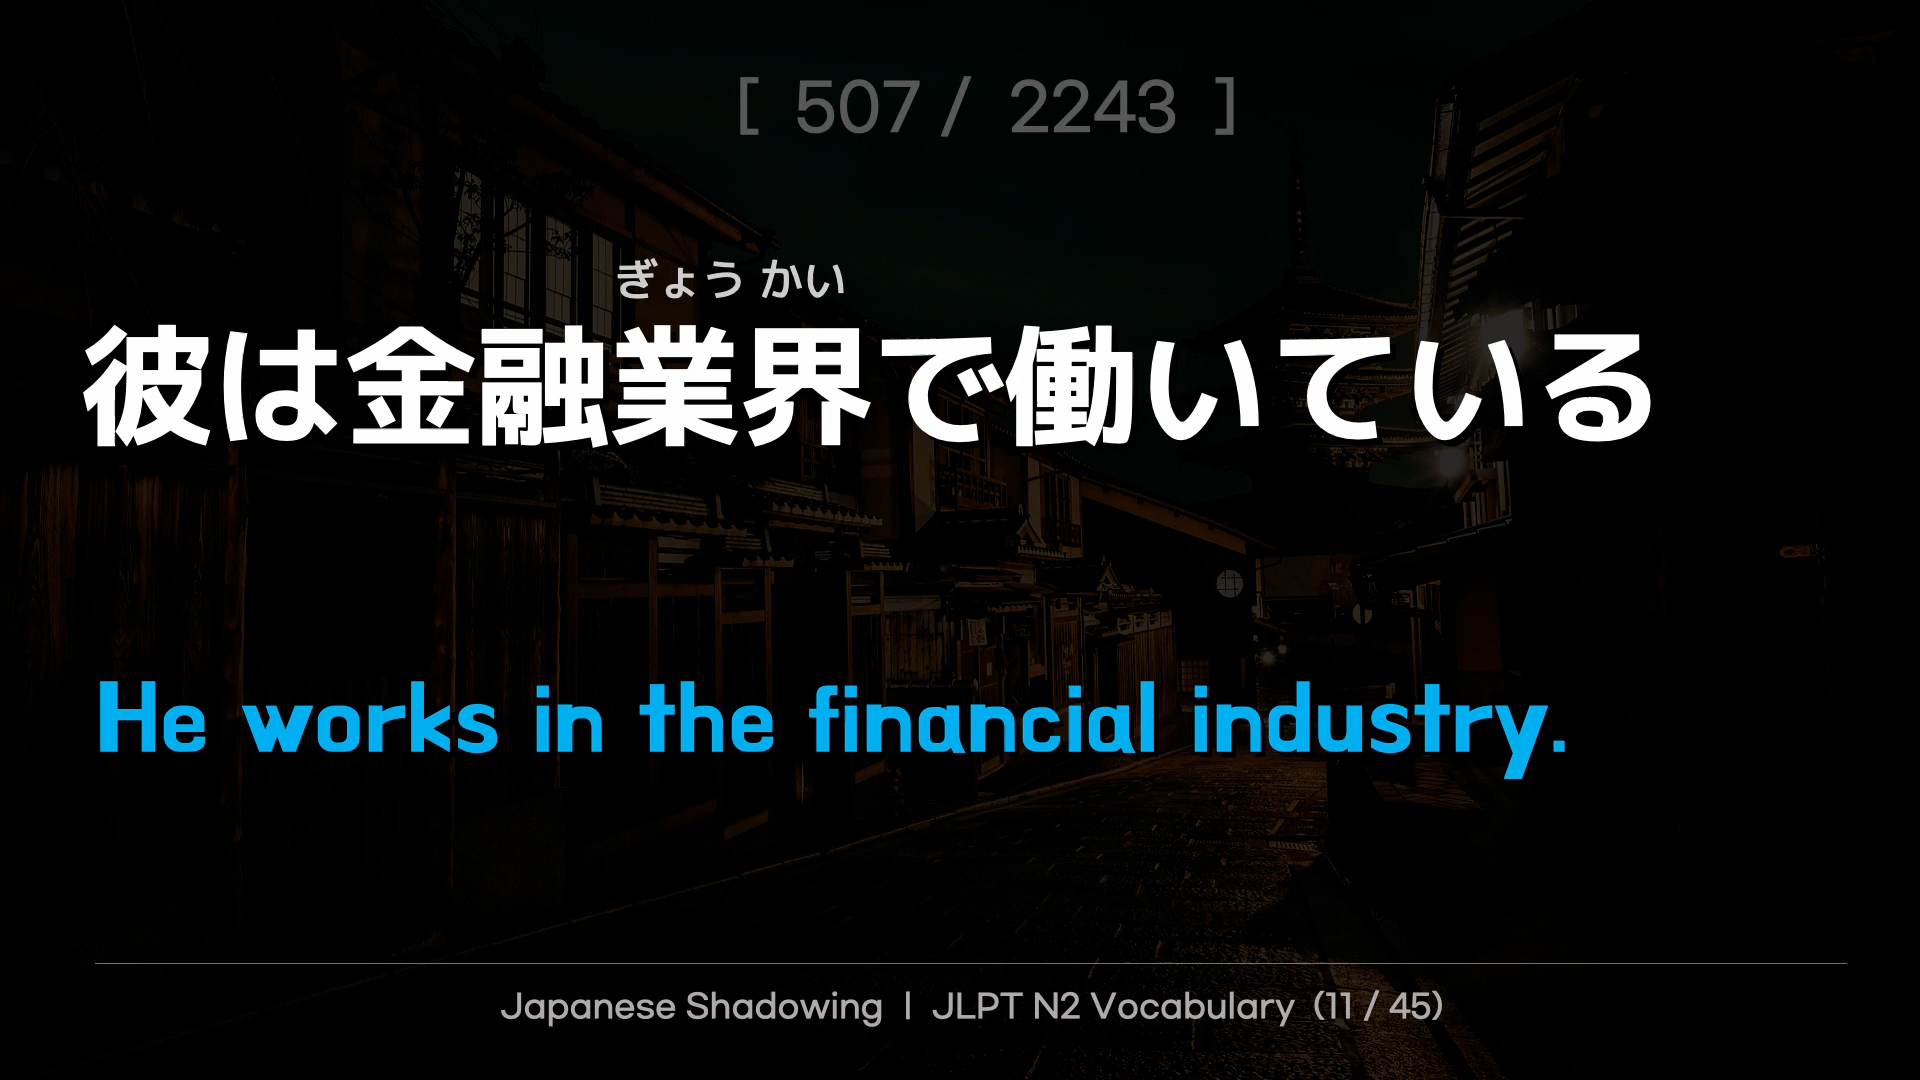 [ 507 / 2243 ]
ぎょう かい
彼は金融業界で働いている
He works in the financial industry.
Japanese Shadowing | JLPT N2 Vocabulary (11 / 45)